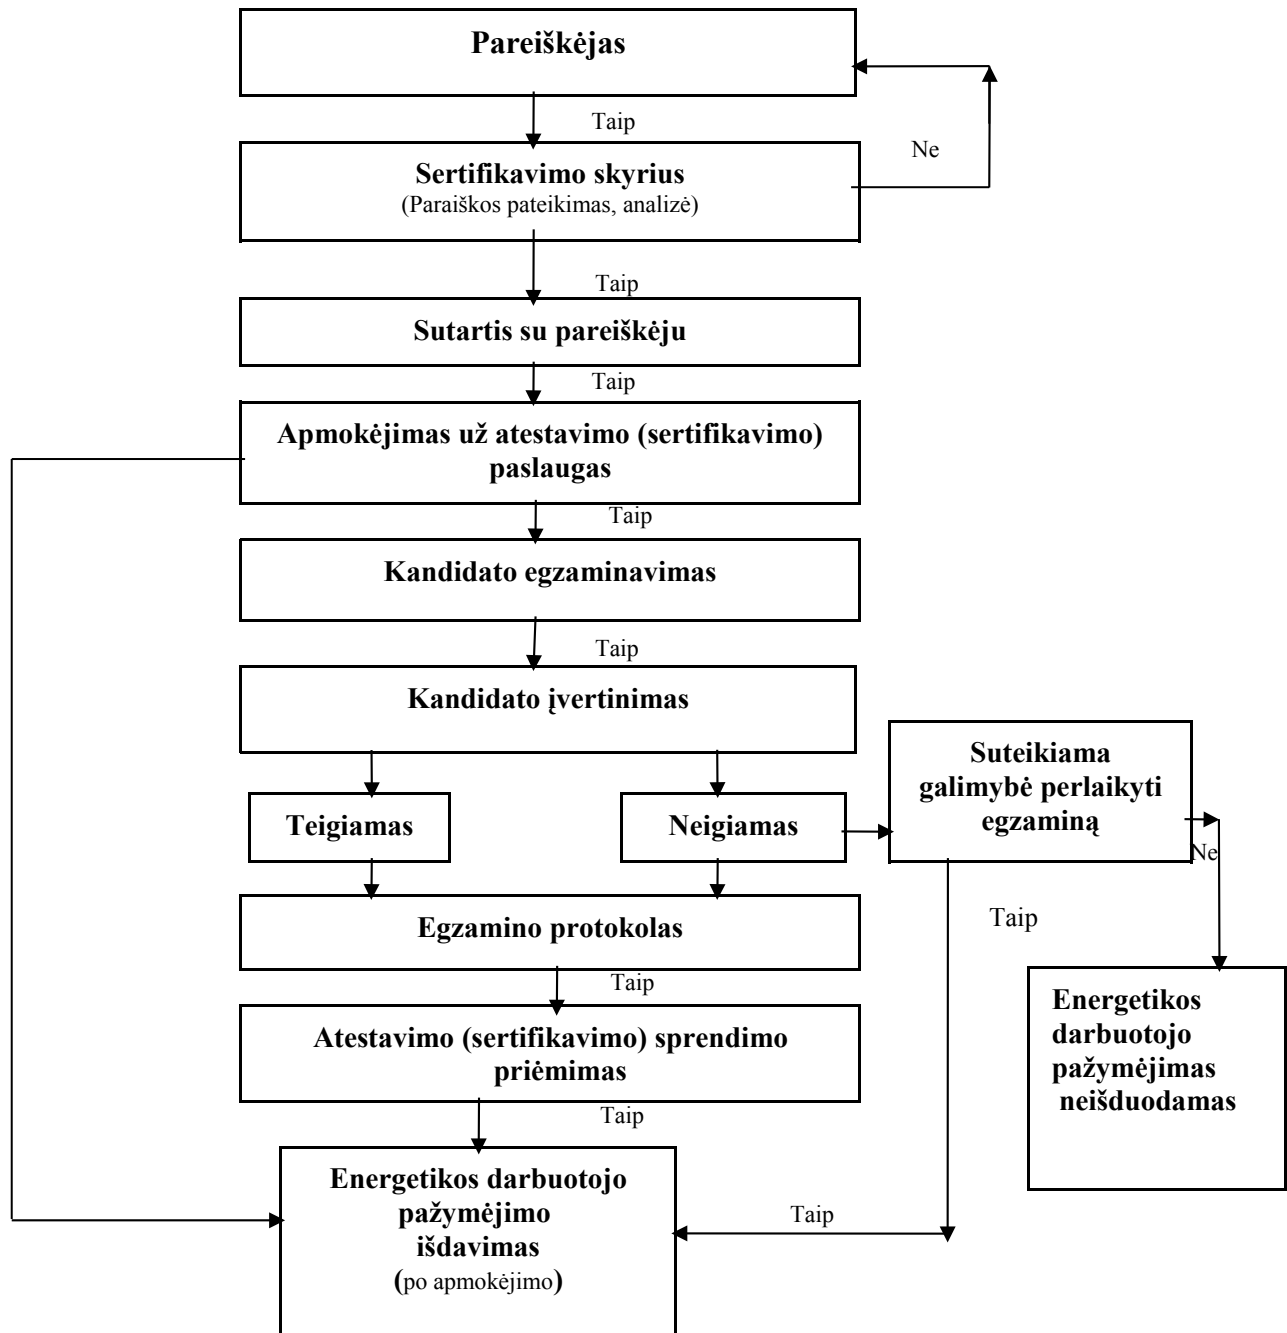 Pareiškėjas
Taip
Ne
Sertifikavimo skyrius
(Paraiškos pateikimas, analizė)
Taip
Sutartis su pareiškėju
Taip
Apmokėjimas už atestavimo (sertifikavimo)
paslaugas
Taip
Kandidato egzaminavimas
Taip
Kandidato įvertinimas
Suteikiama
galimybė perlaikyti
egzaminą
Teigiamas
Neigiamas
Ne
Taip
Egzamino protokolas
Taip
Energetikos
darbuotojo
pažymėjimas
neišduodamas
Atestavimo (sertifikavimo) sprendimo
priėmimas
Taip
Energetikos darbuotojo
pažymėjimo
išdavimas
(po apmokėjimo)
Taip